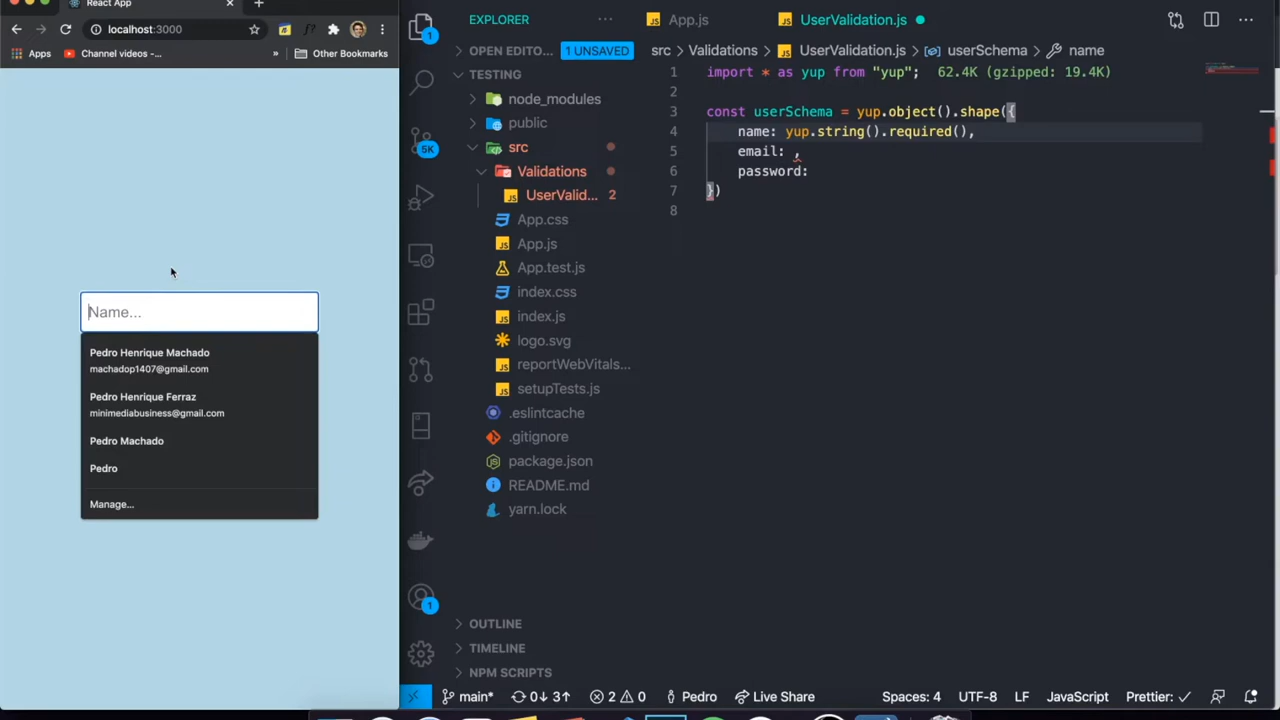 React App
localhost:3000
Apps
Channel videos -...
»
Other Bookmarks
Name...
Pedro Henrique Machado
machadop1407@gmail.com
Pedro Henrique Ferraz
minimediabusiness@gmail.com
Pedro Machado
Pedro
Manage...
1
5K
1
EXPLORER
OPEN EDITO... 1 UNSAVED
TESTING
node_modules
public
src
Validations
UserValid... 2
App.css
App.js
App.test.js
index.css
index.js
logo.svg
reportWebVitals...
setupTests.js
.eslintcache
.gitignore
package.json
README.md
yarn.lock
OUTLINE
TIMELINE
NPM SCRIPTS
JS App.js JS UserValidation.js
src > Validations > JS UserValidation.js > userSchema > name
1 import * as yup from "yup"; 62.4K (gzipped: 19.4K)
2
3 const userSchema = yup.object().shape({
4 name: yup.string().required(),
5 email: ,
6 password:
7 })
8
main* 0↓ 3↑ 2 0 Pedro Live Share Spaces: 4 UTF-8 LF JavaScript Prettier: ✓